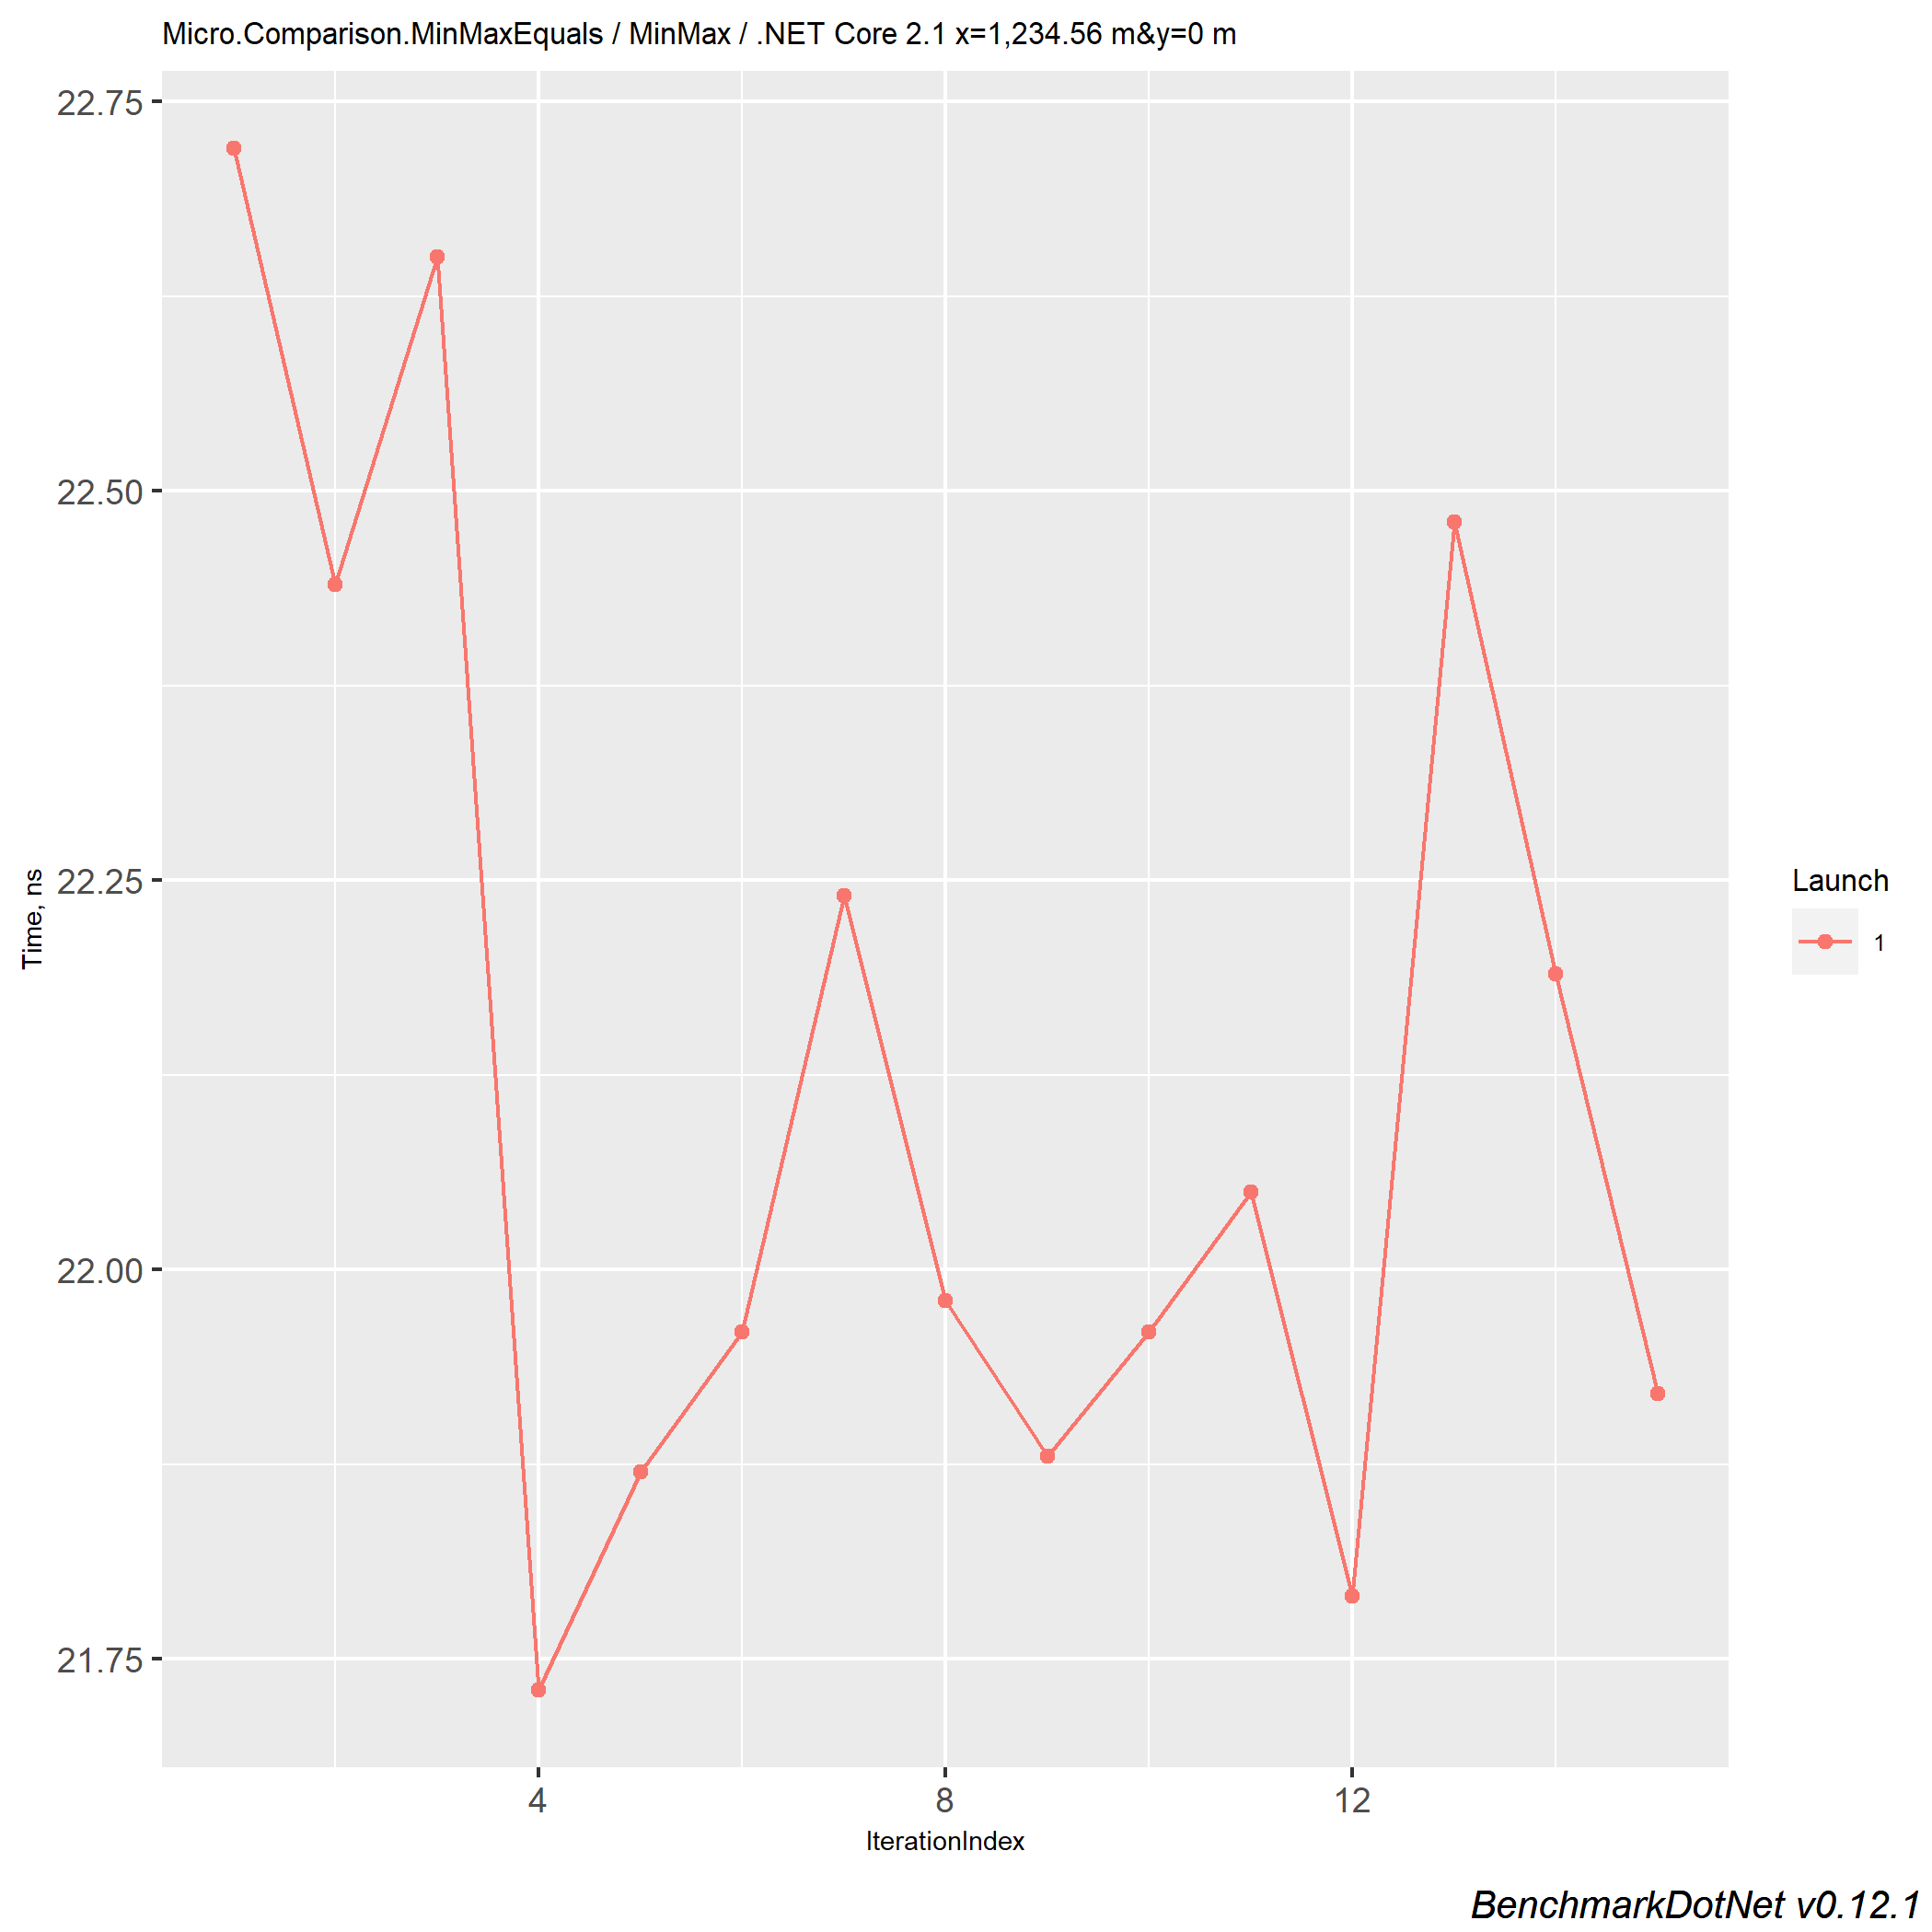 Micro.Comparison.MinMaxEquals / MinMax / .NET Core 2.1 x=1,234.56 m&y=0 m
22.75
22.50
22.25
22.00
21.75
Time, ns
4 8 12
IterationIndex
Launch
1
BenchmarkDotNet v0.12.1